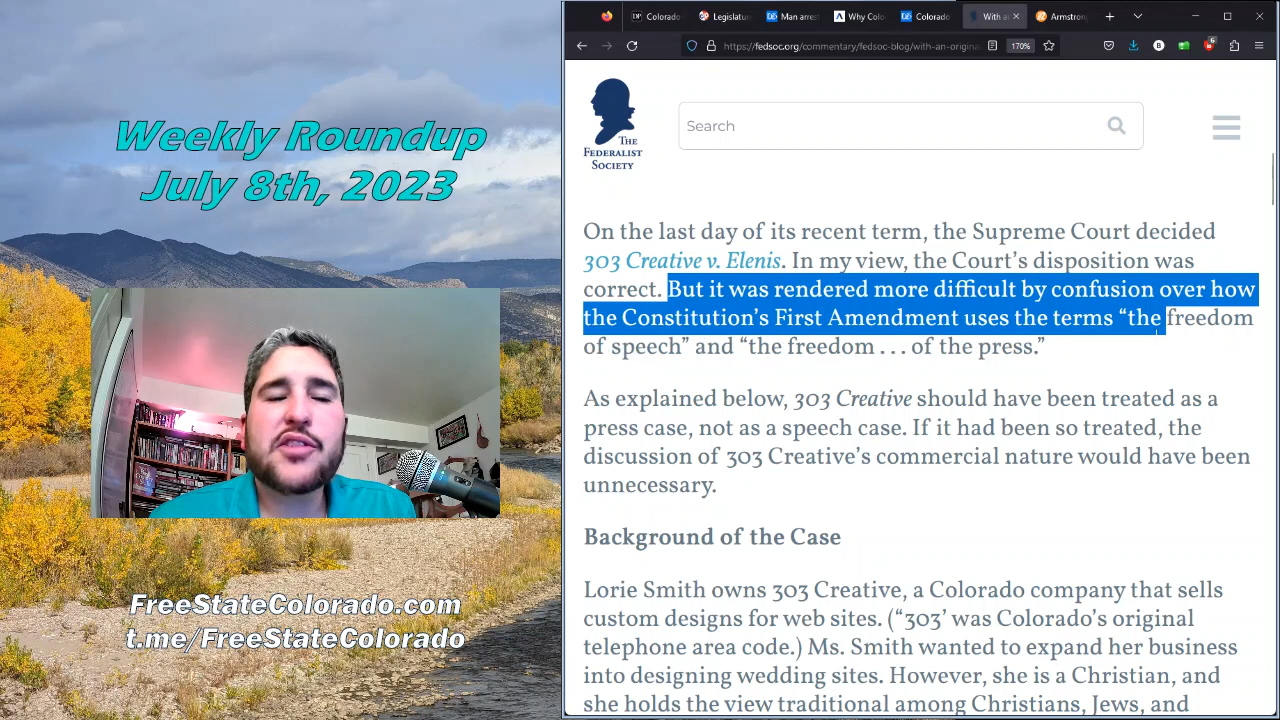 Weekly Roundup
July 8th, 2023
FreeStateColorado.com
t.me/FreeStateColorado
Colorado
Legislatur
Man arrest
Why Colo
Colorado
With a
Armstrong
https://fedsoc.org/commentary/fedsoc-blog/with-an-origina
170%
6
THE
FEDERALIST
SOCIETY
Search
On the last day of its recent term, the Supreme Court decided
303 Creative v. Elenis. In my view, the Court’s disposition was
correct. But it was rendered more difficult by confusion over how
the Constitution’s First Amendment uses the terms “the freedom
of speech” and “the freedom . . . of the press.”
As explained below, 303 Creative should have been treated as a
press case, not as a speech case. If it had been so treated, the
discussion of 303 Creative’s commercial nature would have been
unnecessary.
Background of the Case
Lorie Smith owns 303 Creative, a Colorado company that sells
custom designs for web sites. (“303’ was Colorado’s original
telephone area code.) Ms. Smith wanted to expand her business
into designing wedding sites. However, she is a Christian, and
she holds the view traditional among Christians, Jews, and